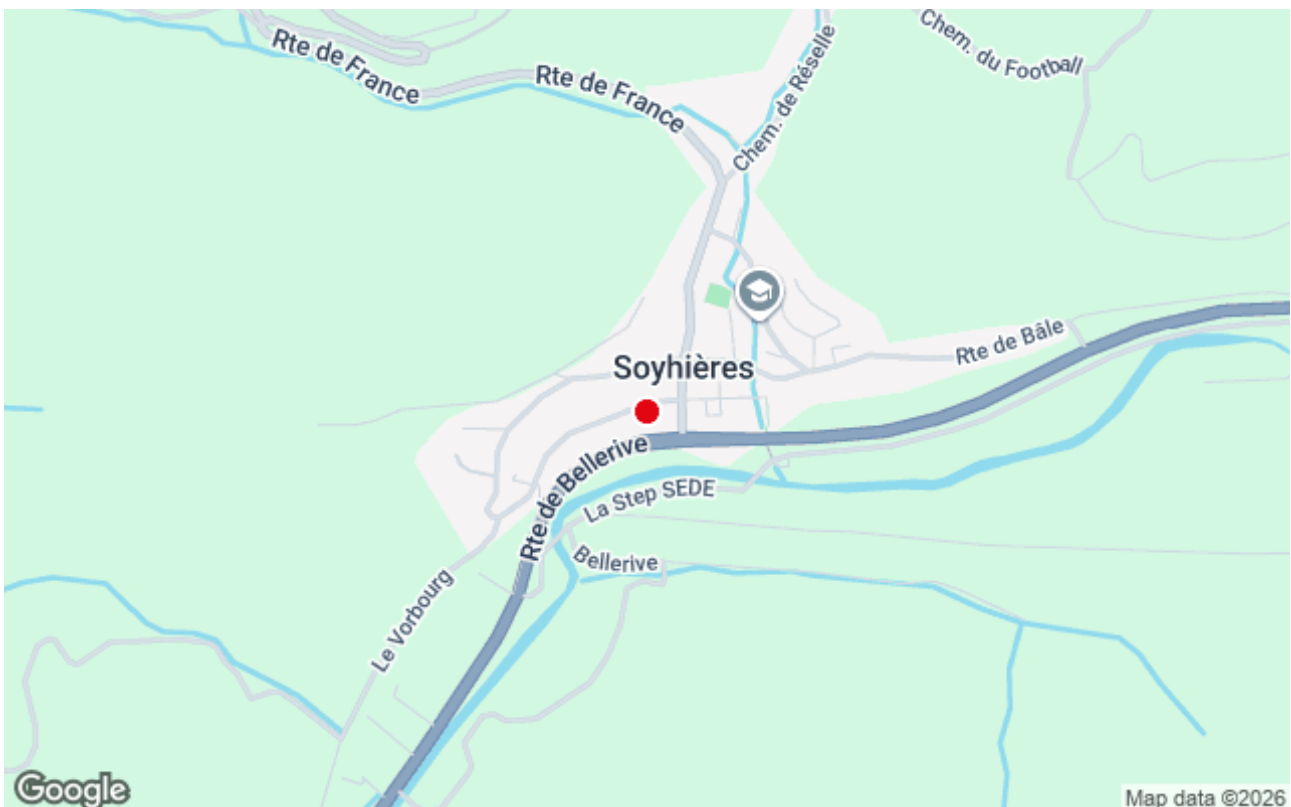 Rte de France
Rte de France
Chem. de Réselle
Chem. du Football
Soyhières
Rte de Bâle
Rte de Bellerive
La Step SEDE
Bellerive
Le Vorbourg
Google
Map data ©2026